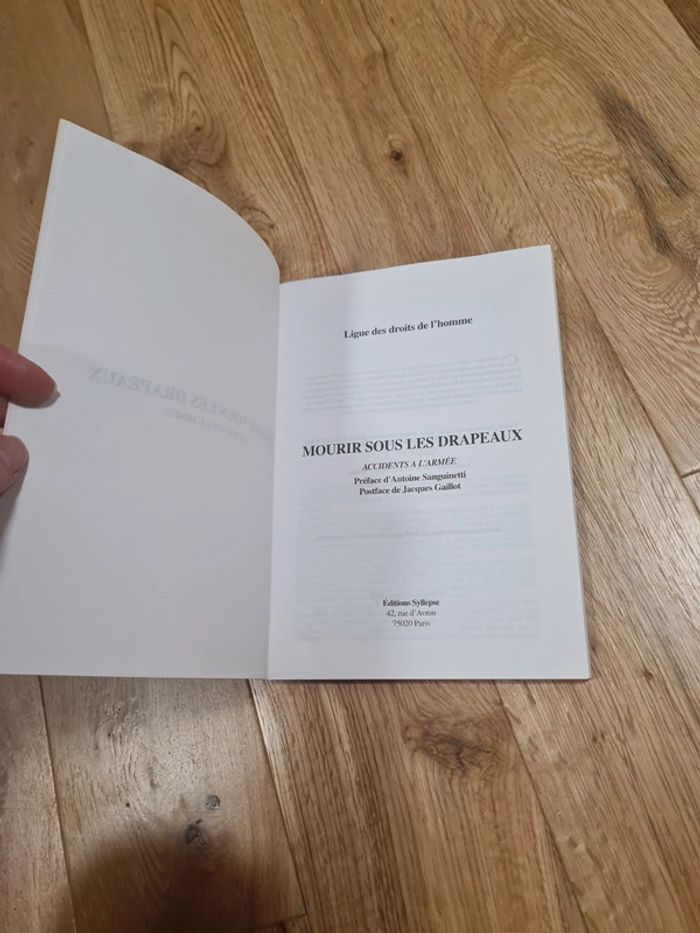 Ligue des droits de l'homme
MOURIR SOUS LES DRAPEAUX
ACCIDENTS A L'ARMÉE
Préface d'Antoine Sanguinetti
Postface de Jacques Gaillot
Éditions Syllepse
42, rue d'Avron
75020 Paris